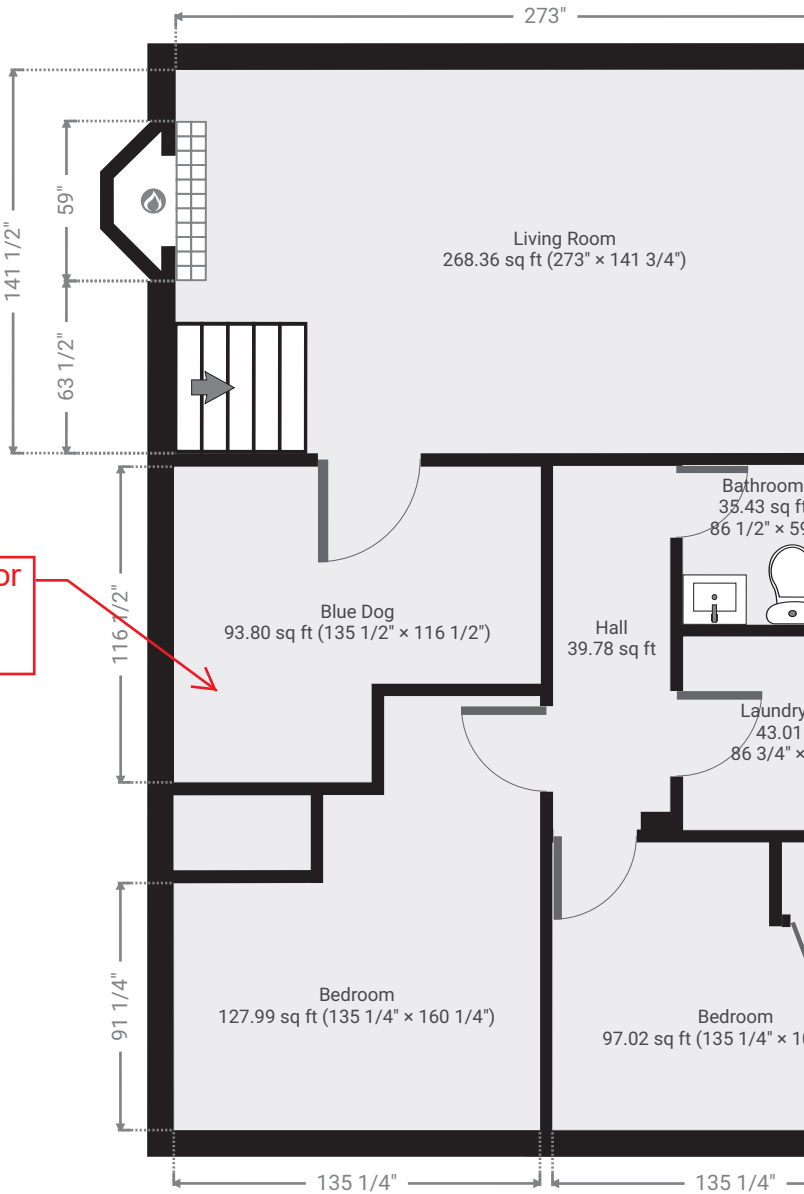 273"
141 1/2"
59"
63 1/2"
Living Room
268.36 sq ft (273" × 141 3/4")
116 1/2"
or
Blue Dog
93.80 sq ft (135 1/2" × 116 1/2")
Hall
39.78 sq ft
Bathroom
35.43 sq ft
86 1/2" × 59
Laundry
43.01
86 3/4" ×
91 1/4"
Bedroom
127.99 sq ft (135 1/4" × 160 1/4")
Bedroom
97.02 sq ft (135 1/4" × 10
135 1/4"
135 1/4"